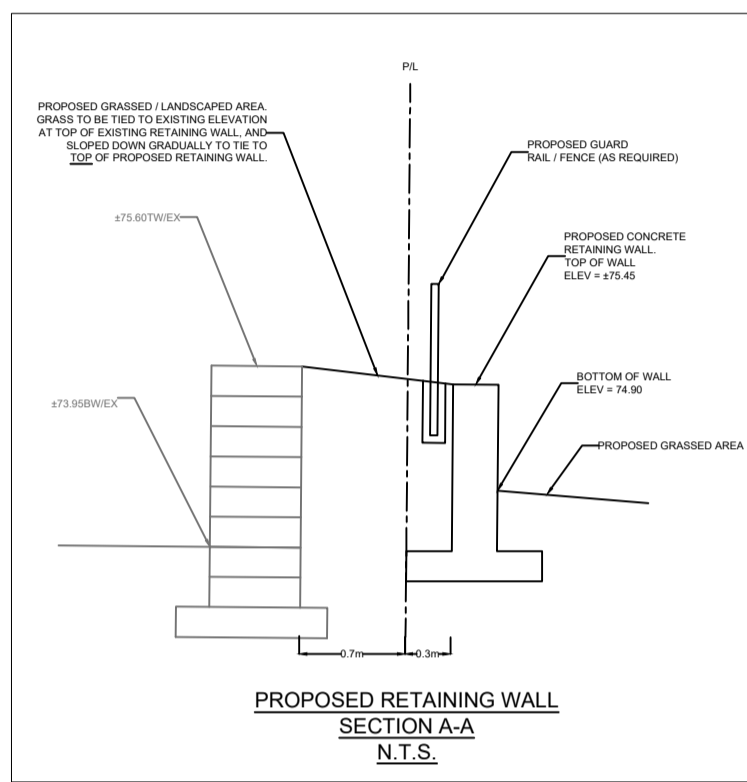 P/L
PROPOSED GRASSED / LANDSCAPED AREA.
GRASS TO BE TIED TO EXISTING ELEVATION
AT TOP OF EXISTING RETAINING WALL, AND
SLOPED DOWN GRADUALLY TO TIE TO
TOP OF PROPOSED RETAINING WALL.
PROPOSED GUARD
RAIL / FENCE (AS REQUIRED)
±75.60TW/EX
PROPOSED CONCRETE
RETAINING WALL.
TOP OF WALL
ELEV = ±75.45
BOTTOM OF WALL
ELEV = 74.90
±73.95BW/EX
PROPOSED GRASSED AREA
0.7m
0.3m
PROPOSED RETAINING WALL
SECTION A-A
N.T.S.